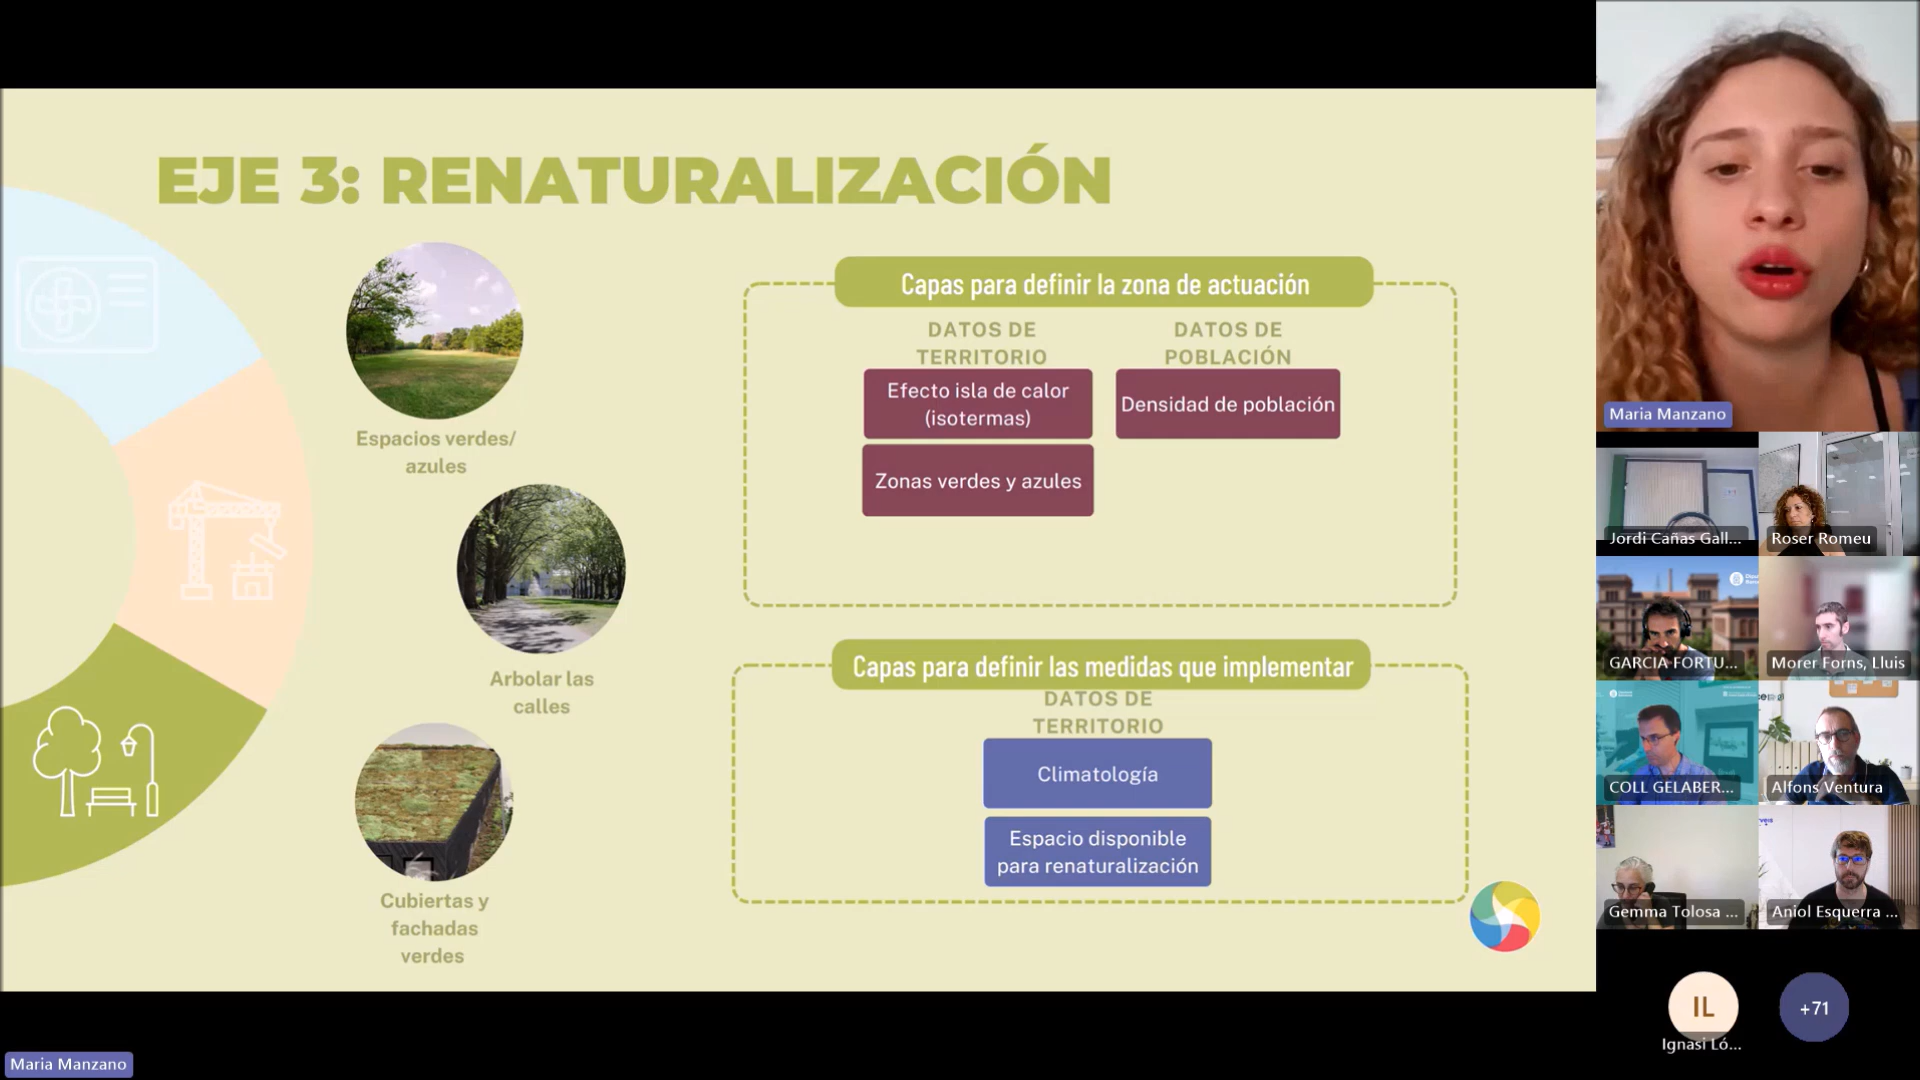 EJE 3: RENATURALIZACIÓN
Espacios verdes/
azules
Arbolar las
calles
Cubiertas y
fachadas
verdes
Capas para definir la zona de actuación
DATOS DE
TERRITORIO
Efecto isla de calor
(isotermas)
Zonas verdes y azules
DATOS DE
POBLACIÓN
Densidad de población
Capas para definir las medidas que implementar
DATOS DE
TERRITORIO
Climatología
Espacio disponible
para renaturalización
Maria Manzano
Jordi Cañas Gall...
Roser Romeu
GARCIA FORTU...
Morer Forns, Lluis
COLL GELABER...
Alfons Ventura
Gemma Tolosa ...
Aniol Esquerra ...
IL
Ignasi Ló...
+71
Maria Manzano